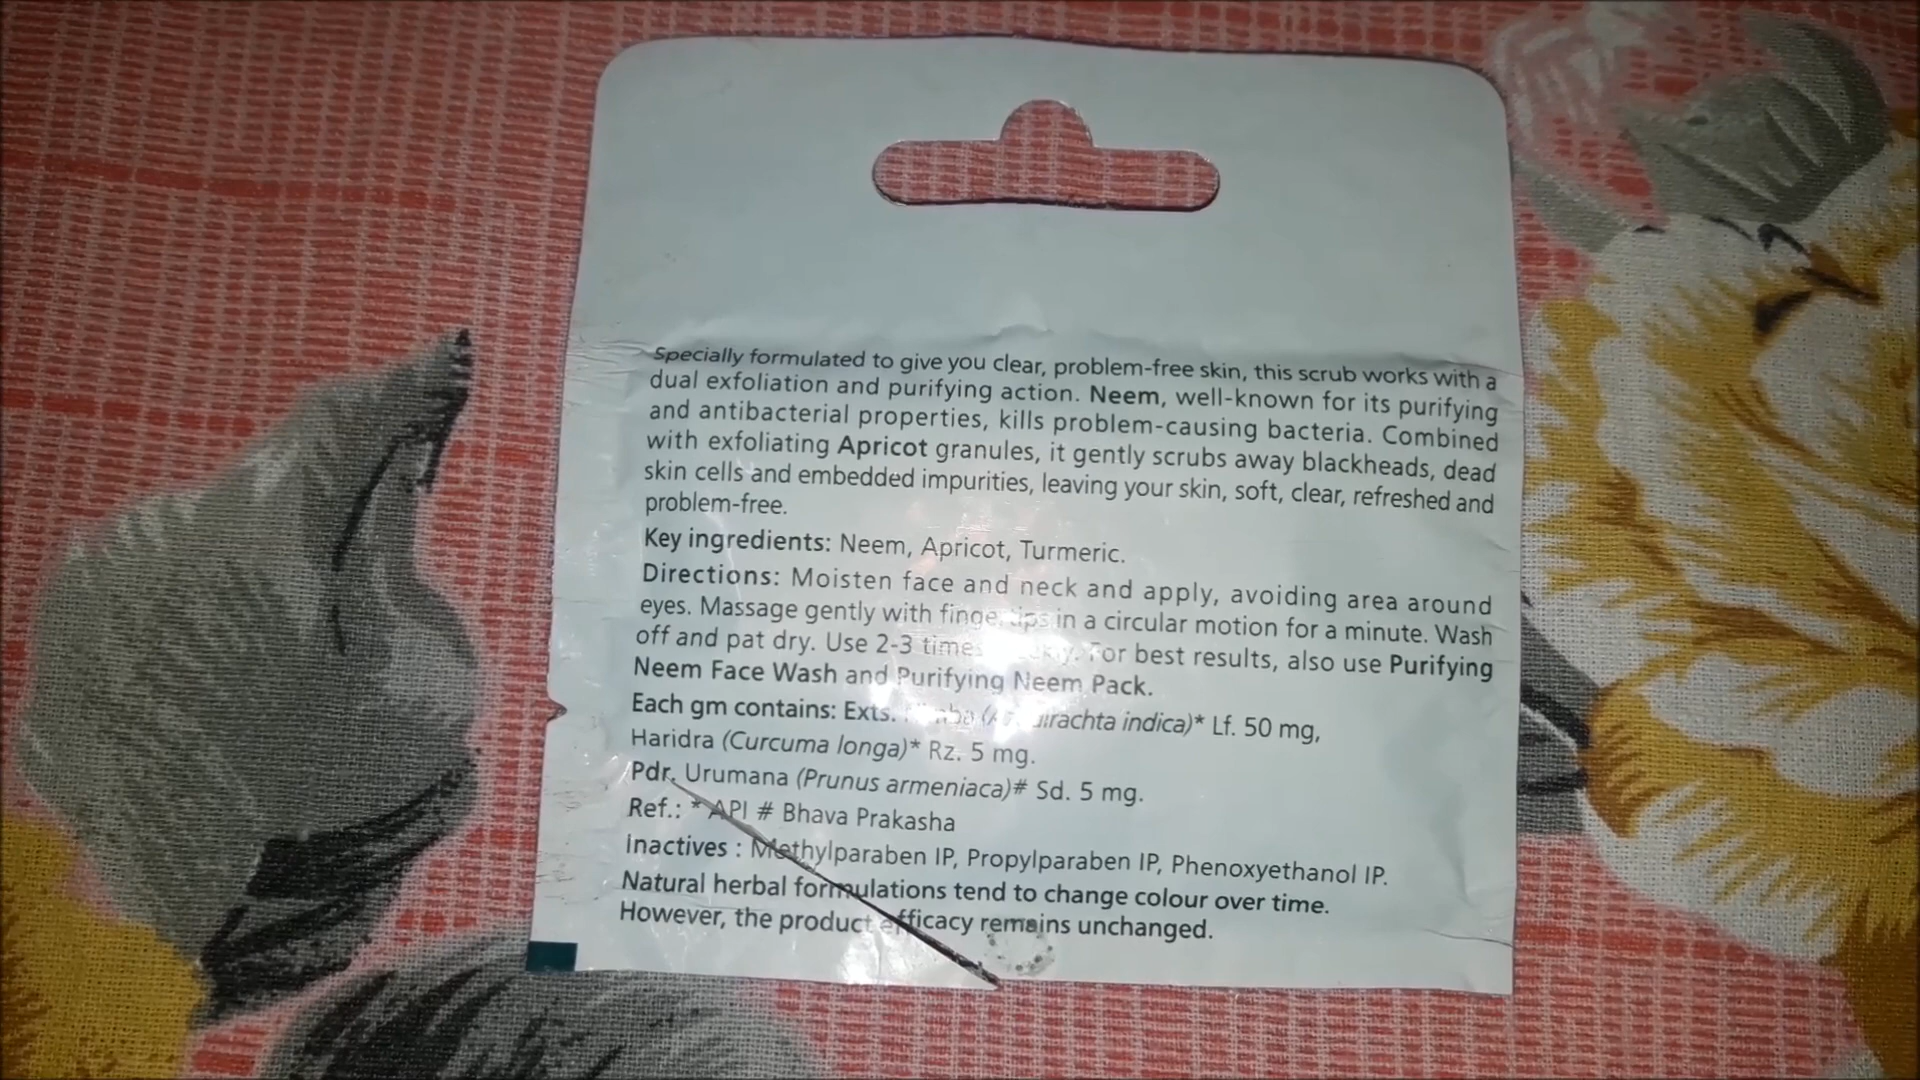 Specially formulated to give you clear, problem-free skin, this scrub works with a
dual exfoliation and purifying action. Neem, well-known for its purifying
and antibacterial properties, kills problem-causing bacteria. Combined
with exfoliating Apricot granules, it gently scrubs away blackheads, dead
skin cells and embedded impurities, leaving your skin, soft, clear, refreshed and
problem-free.
Key ingredients: Neem, Apricot, Turmeric.
Directions: Moisten face and neck and apply, avoiding area around
eyes. Massage gently with fingertips in a circular motion for a minute. Wash
off and pat dry. Use 2-3 times For best results, also use Purifying
Neem Face Wash and Purifying Neem Pack.
Each gm contains: Exts. indica)* Lf. 50 mg,
Haridra (Curcuma longa)* Rz. 5 mg.
Pdr. Urumana (Prunus armeniaca)# Sd. 5 mg.
Ref.: * API # Bhava Prakasha
Inactives : Methylparaben IP, Propylparaben IP, Phenoxyethanol IP.
Natural herbal formulations tend to change colour over time.
However, the product efficacy remains unchanged.